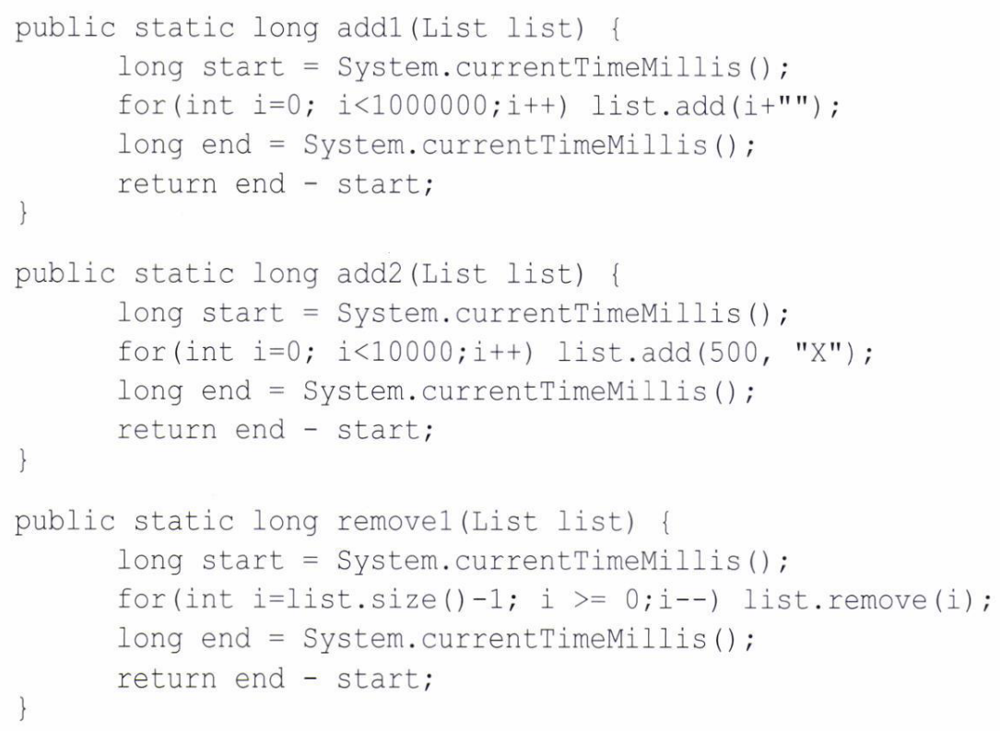 public static long add1(List list) {
long start = System.currentTimeMillis();
for(int i=0; i<1000000;i++) list.add(i+"");
long end = System.currentTimeMillis();
return end - start;
}
public static long add2(List list) {
long start = System.currentTimeMillis();
for(int i=0; i<10000;i++) list.add(500, "X");
long end = System.currentTimeMillis();
return end - start;
}
public static long remove1(List list) {
long start = System.currentTimeMillis();
for(int i=list.size()-1; i >= 0;i--) list.remove(i);
long end = System.currentTimeMillis();
return end - start;
}